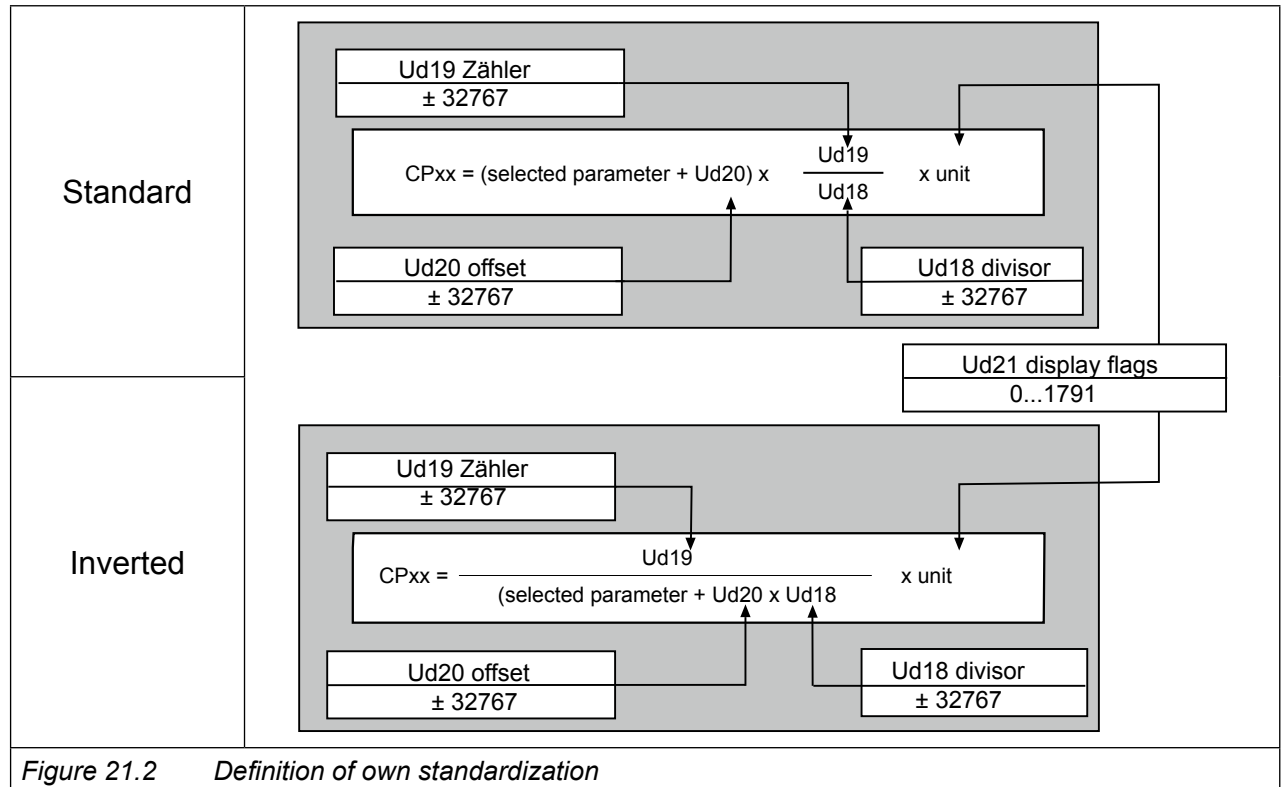 Standard
Ud19 Zähler
± 32767
CPxx = (selected parameter + Ud20) x Ud19 / Ud18 x unit
Ud20 offset
± 32767
Ud18 divisor
± 32767
Ud21 display flags
0...1791
Inverted
Ud19 Zähler
± 32767
Ud19
CPxx = x unit
(selected parameter + Ud20 x Ud18
Ud20 offset
± 32767
Ud18 divisor
± 32767
Figure 21.2 Definition of own standardization